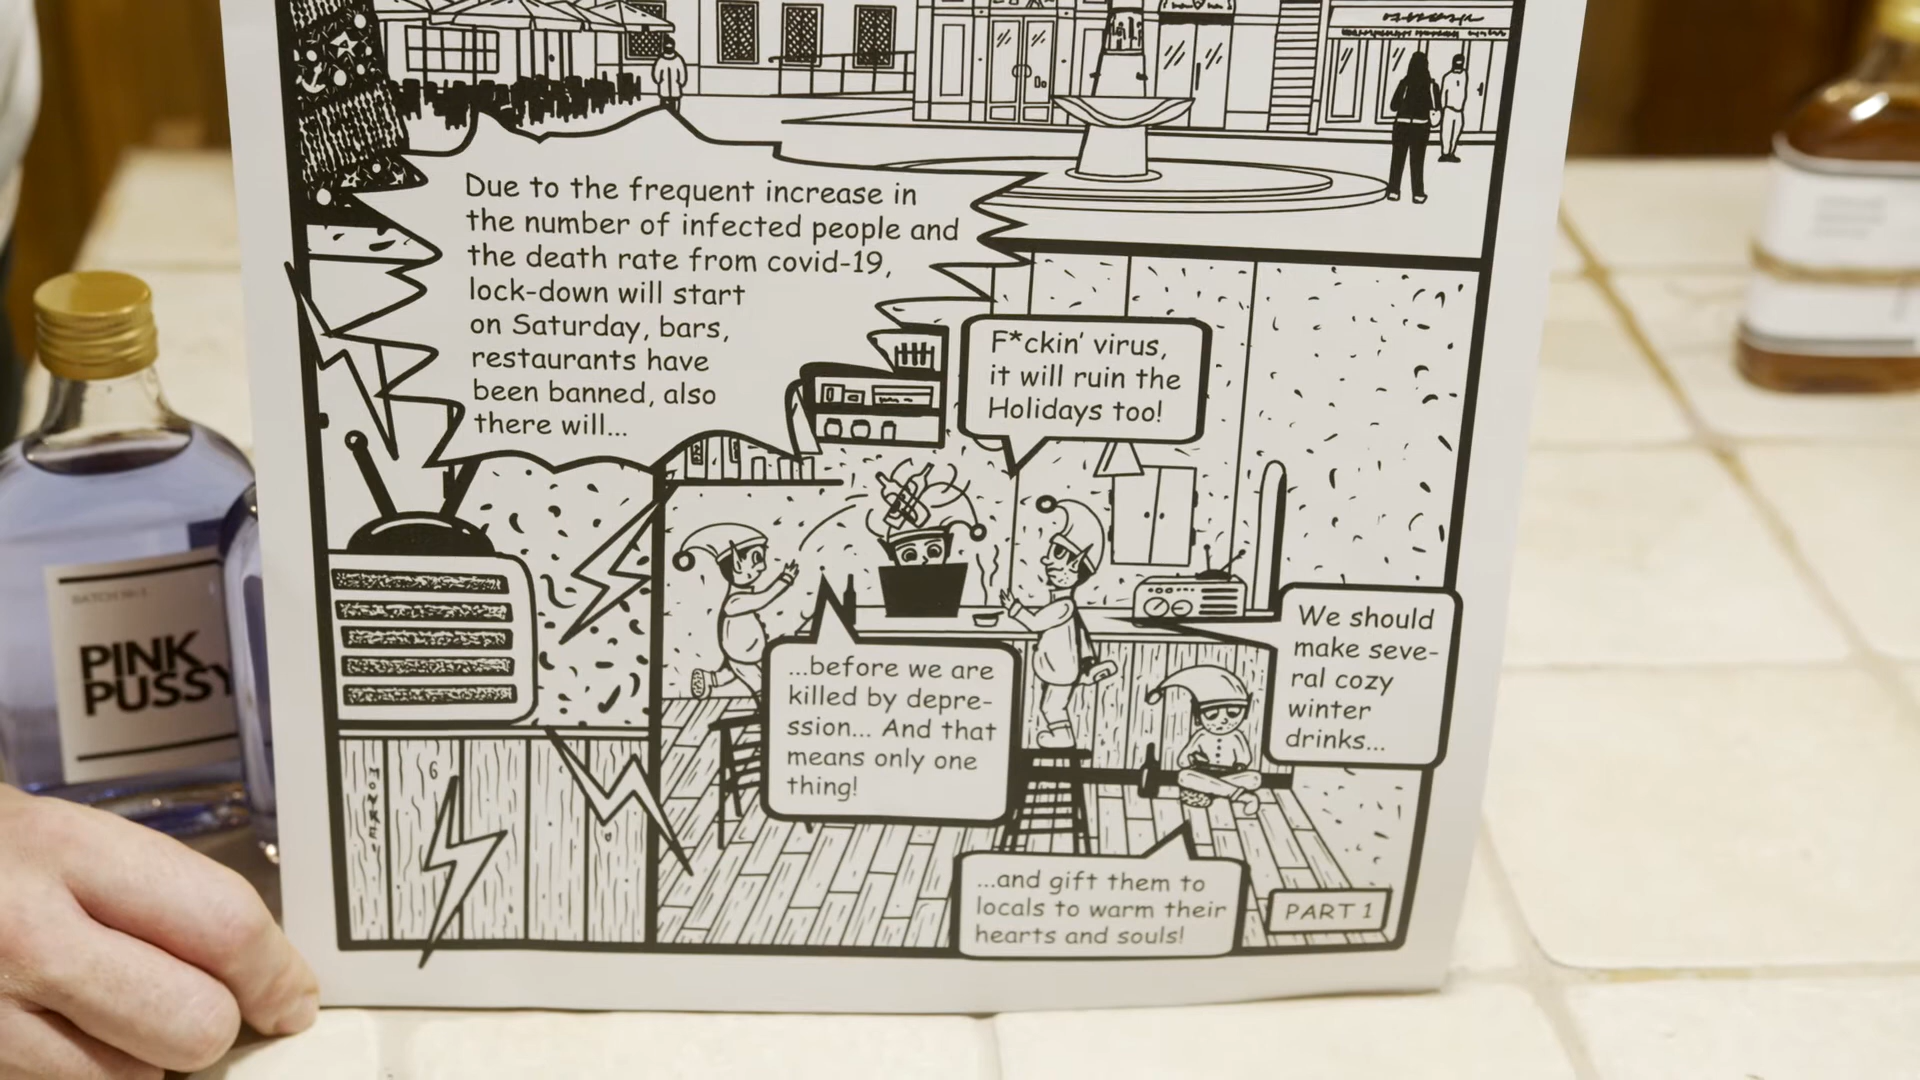 Due to the frequent increase in
the number of infected people and
the death rate from covid-19,
lock-down will start
on Saturday, bars,
restaurants have
been banned, also
there will...
F*ckin' virus,
it will ruin the
Holidays too!
We should
make seve-
ral cozy
winter
drinks...
...before we are
killed by depre-
ssion... And that
means only one
thing!
...and gift them to
locals to warm their
hearts and souls!
PART 1
PINK
PUSSY